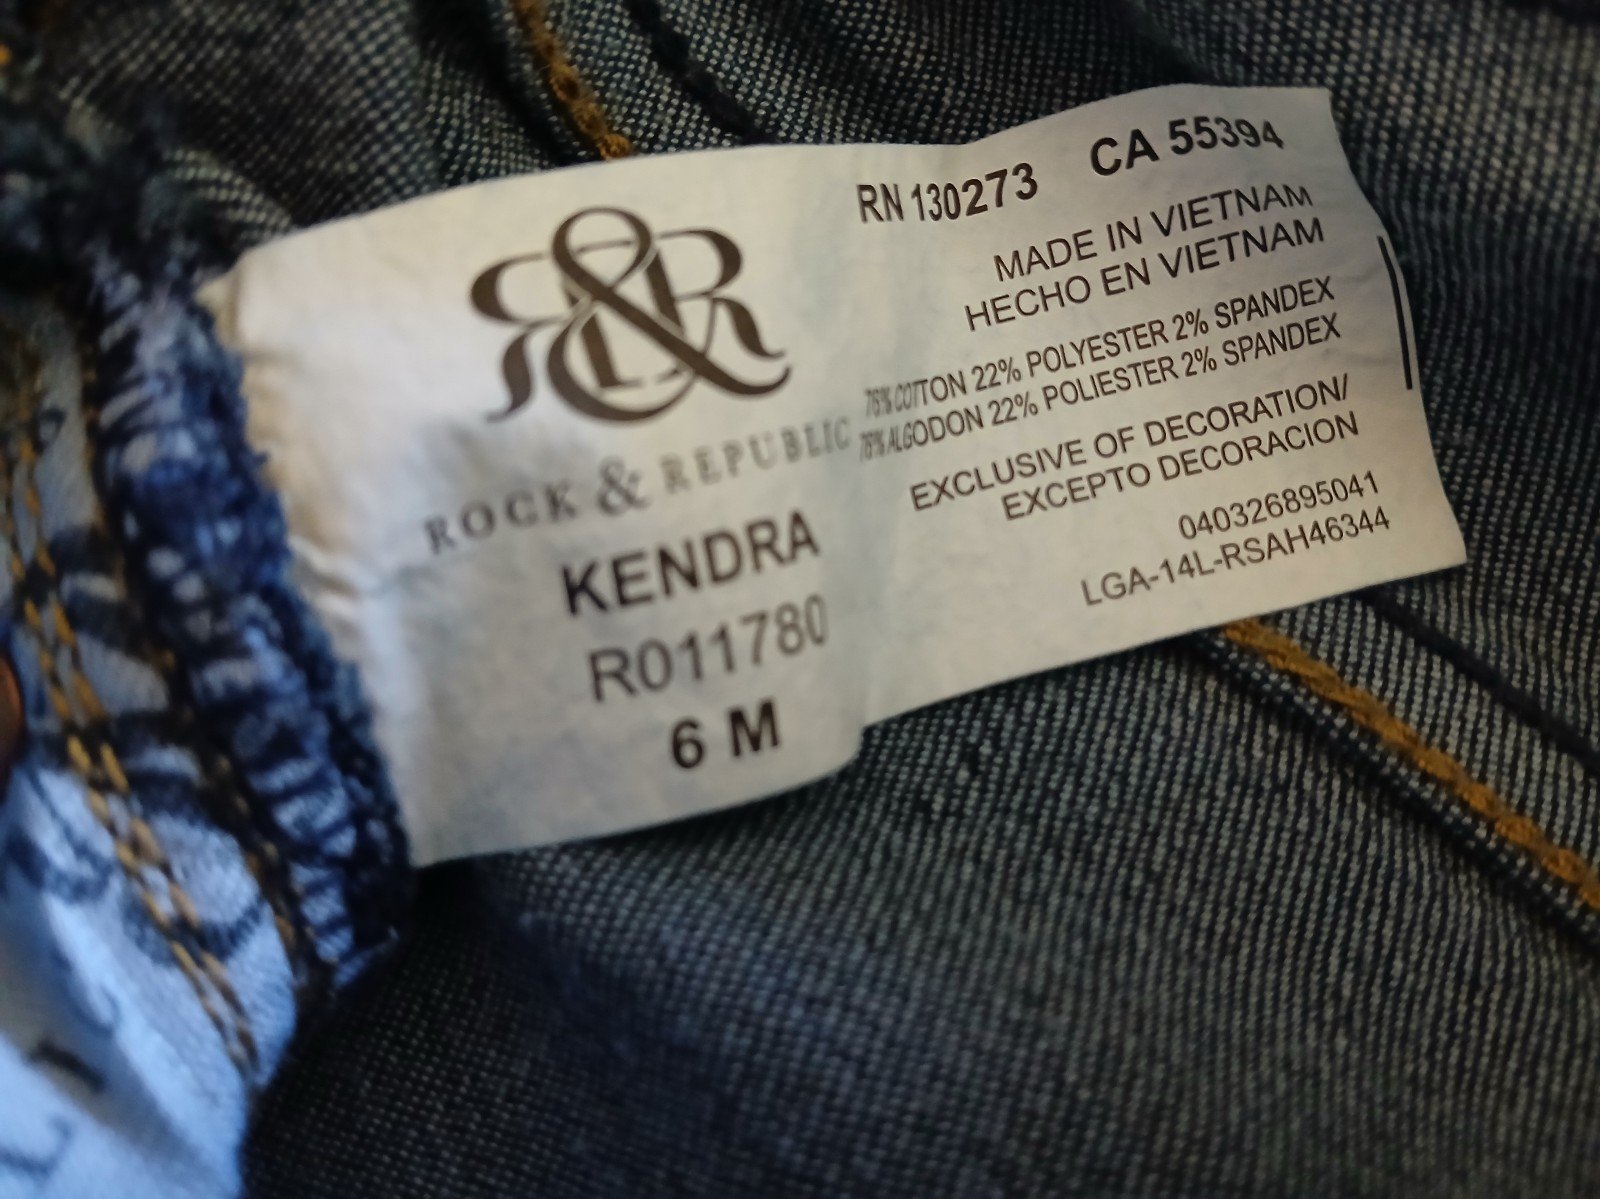 R&R
ROCK & REPUBLIC
KENDRA
R011780
6 M
RN 130273 CA 55394
MADE IN VIETNAM
HECHO EN VIETNAM
76% COTTON 22% POLYESTER 2% SPANDEX
76% ALGODON 22% POLIESTER 2% SPANDEX
EXCLUSIVE OF DECORATION/
EXCEPTO DECORACION
040326895041
LGA-14L-RSAH46344